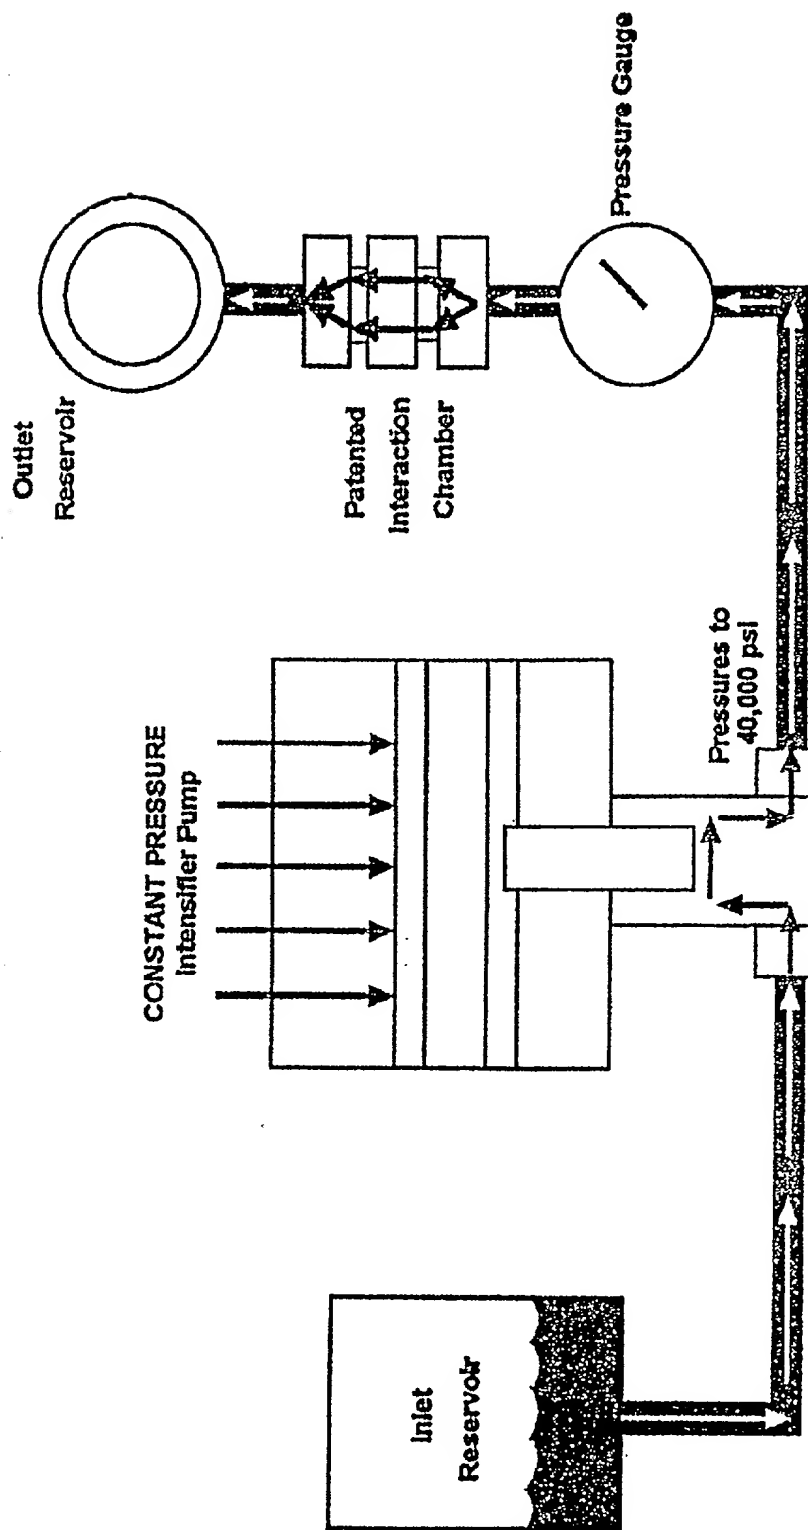 Inlet
Reservoir
CONSTANT PRESSURE
Intensifier Pump
Pressures to
40,000 psi
Outlet
Reservoir
Patented
Interaction
Chamber
Pressure Gauge